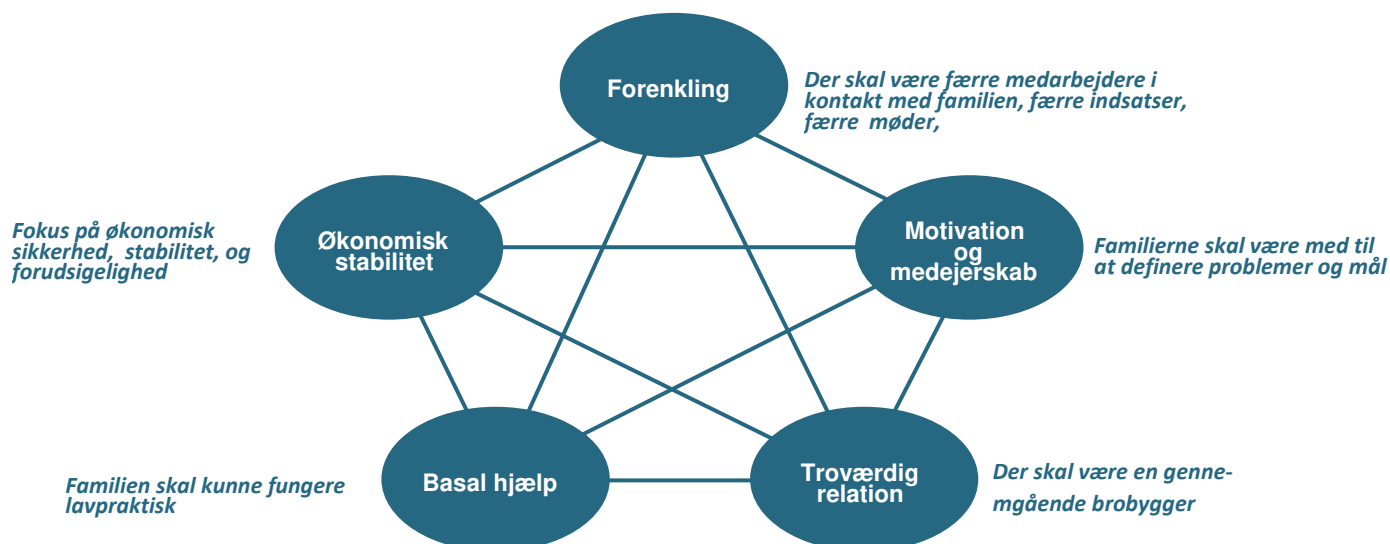 Forenkling
Der skal være færre medarbejdere i
kontakt med familien, færre indsatser,
færre møder,
Fokus på økonomisk
sikkerhed, stabilitet, og
forudsigelighed
Økonomisk
stabilitet
Motivation
og
medejerskab
Familierne skal være med til
at definere problemer og mål
Familien skal kunne fungere
lavpraktisk
Basal hjælp
Troværdig
relation
Der skal være en genne-
mgående brobygger